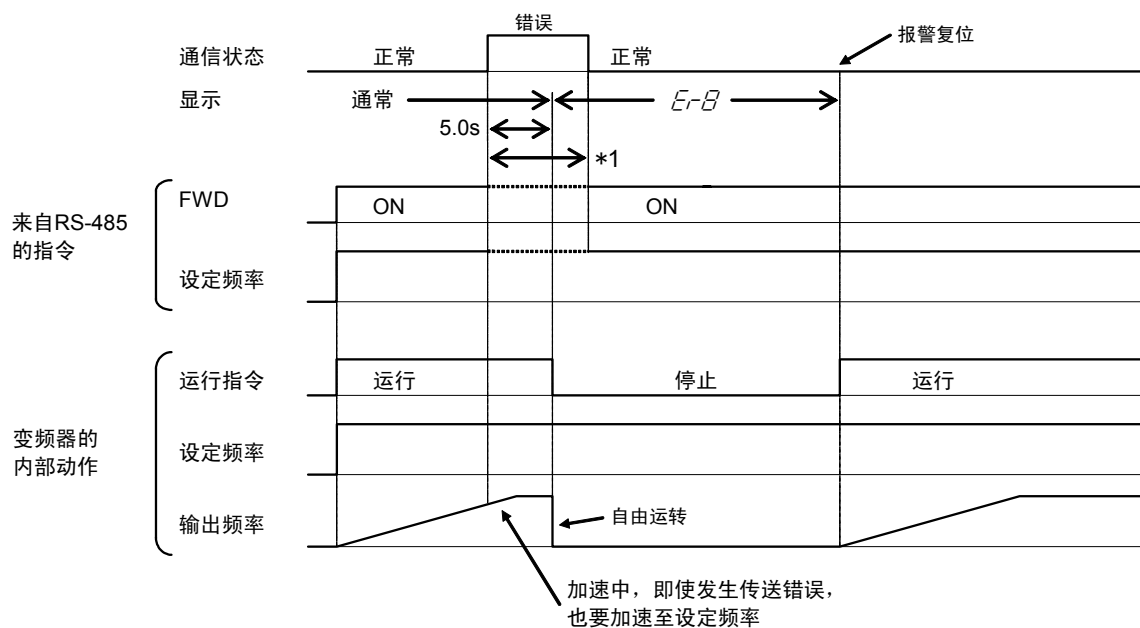 错误
报警复位
通信状态
正常
正常
显示
通常
Er8
5.0s
*1
来自RS-485
的指令
FWD
ON
ON
设定频率
变频器的
内部动作
运行指令
运行
停止
运行
设定频率
输出频率
自由运转
加速中，即使发生传送错误，
也要加速至设定频率